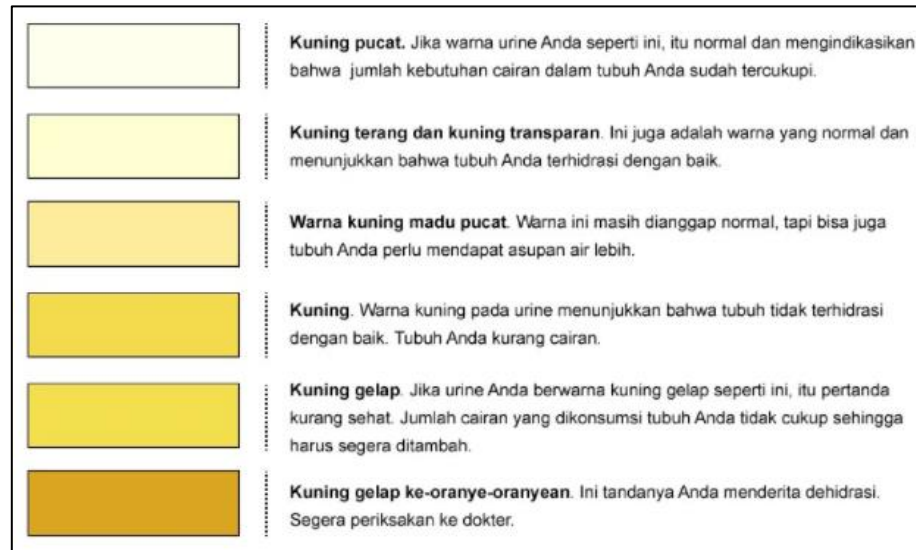 Kuning pucat. Jika warna urine Anda seperti ini, itu normal dan mengindikasikan
bahwa jumlah kebutuhan cairan dalam tubuh Anda sudah tercukupi.
Kuning terang dan kuning transparan. Ini juga adalah warna yang normal dan
menunjukkan bahwa tubuh Anda terhidrasi dengan baik.
Warna kuning madu pucat. Warna ini masih dianggap normal, tapi bisa juga
tubuh Anda perlu mendapat asupan air lebih.
Kuning. Warna kuning pada urine menunjukkan bahwa tubuh tidak terhidrasi
dengan baik. Tubuh Anda kurang cairan.
Kuning gelap. Jika urine Anda berwarna kuning gelap seperti ini, itu pertanda
kurang sehat. Jumlah cairan yang dikonsumsi tubuh Anda tidak cukup sehingga
harus segera ditambah.
Kuning gelap ke-oranye-oranyean. Ini tandanya Anda menderita dehidrasi.
Segera periksakan ke dokter.